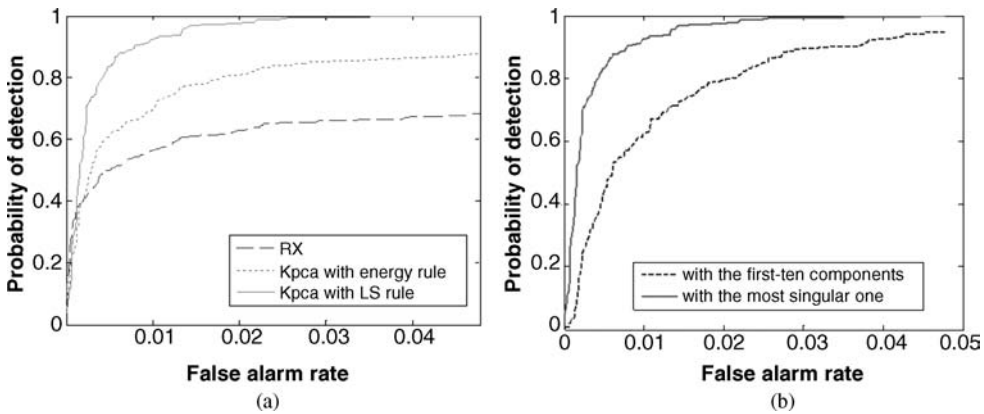 Probability of detection
1
0.8
0.6
0.4
0.2
0
0.01 0.02 0.03 0.04
RX
Kpca with energy rule
Kpca with LS rule
False alarm rate
(a)
Probability of detection
1
0.8
0.6
0.4
0.2
0
0 0.01 0.02 0.03 0.04 0.05
with the first-ten components
with the most singular one
False alarm rate
(b)